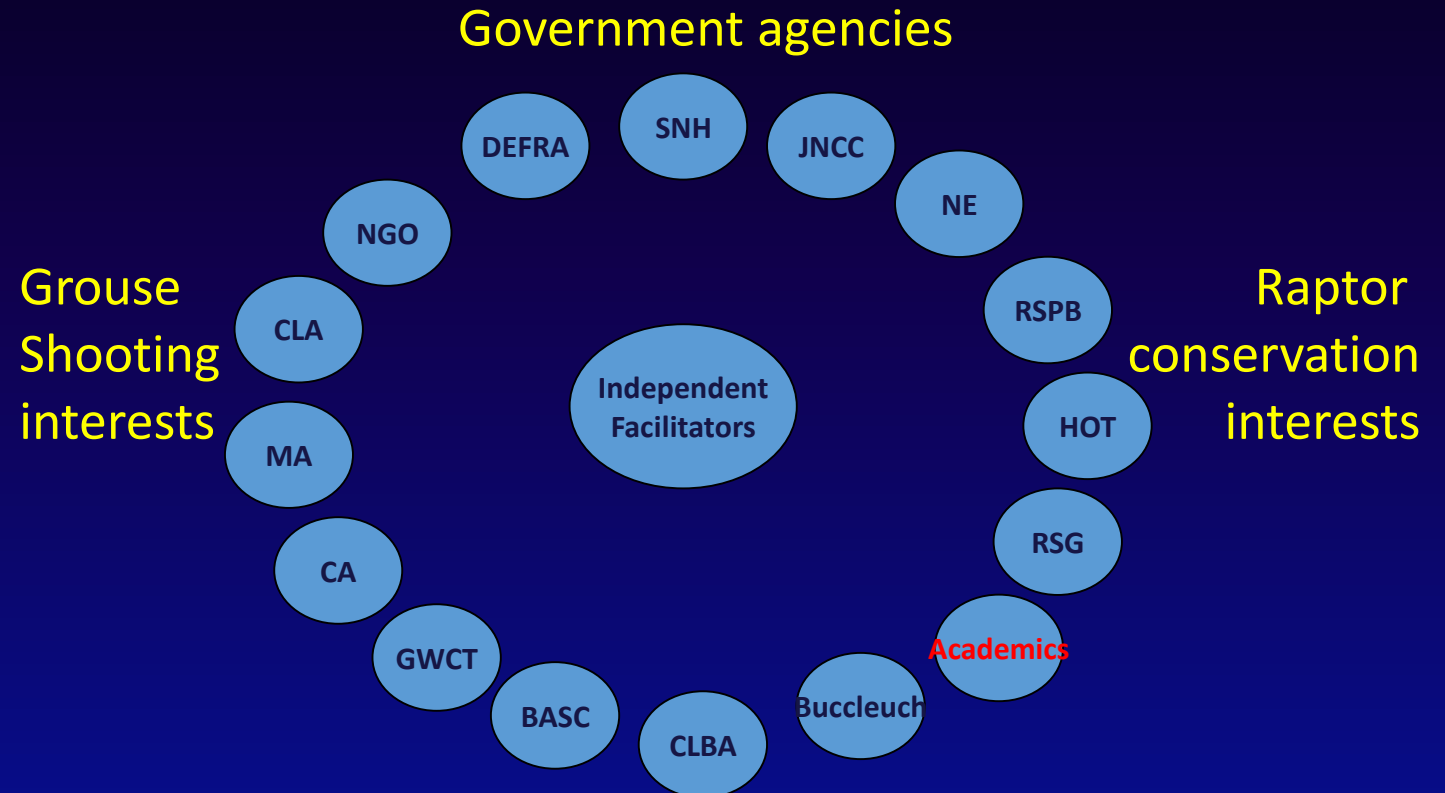 Government agencies
SNH
DEFRA
JNCC
NE
NGO
Grouse
Shooting
interests
CLA
RSPB
Raptor
conservation
interests
Independent
Facilitators
HOT
MA
RSG
CA
Academics
GWCT
Buccleuch
BASC
CLBA